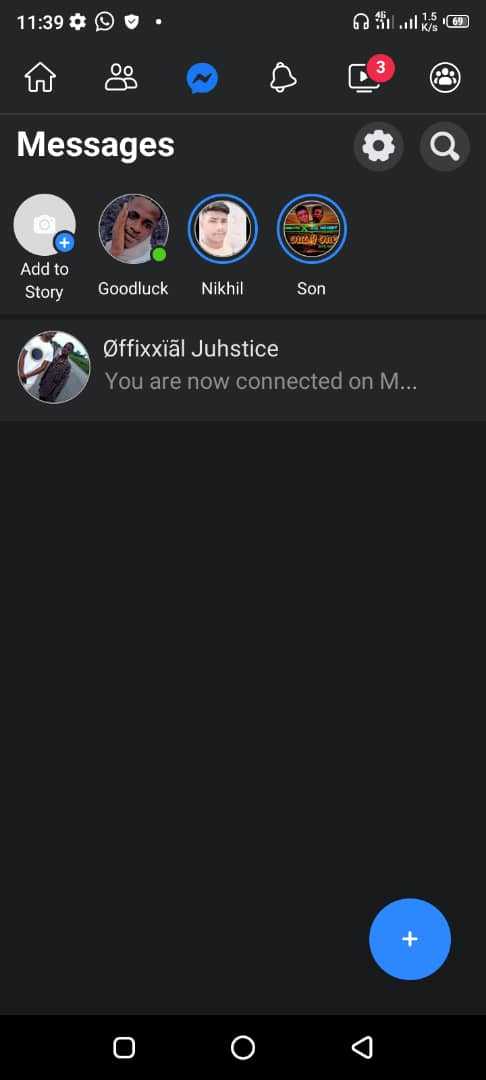 11:39
4G
1.5
K/s
69
3
Messages
Add to
Story
Goodluck
Nikhil
Son
Øffixxïãl Juhstice
You are now connected on M...